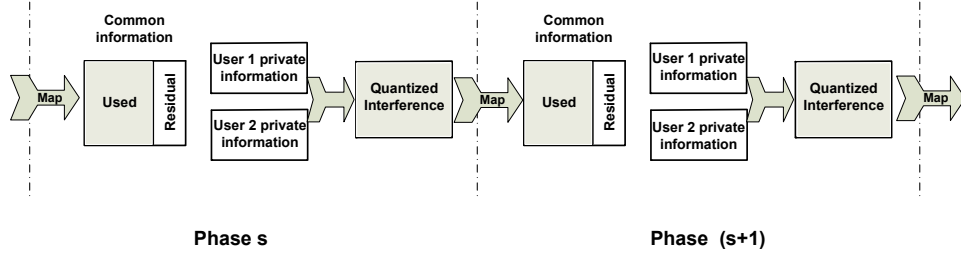 Common
information
Map
Used
Residual
User 1 private
information
User 2 private
information
Quantized
Interference
Map
Common
information
Used
Residual
User 1 private
information
User 2 private
information
Quantized
Interference
Map
Phase s
Phase (s+1)